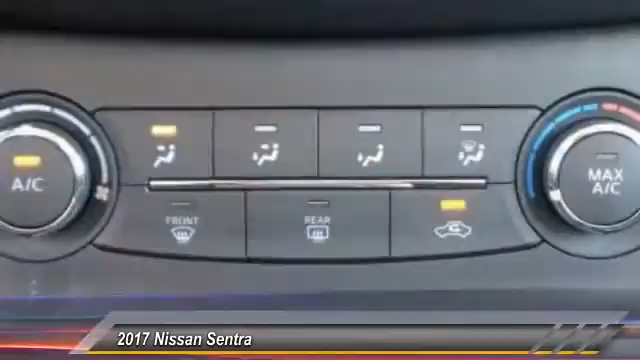 A/C
MAX
A/C
FRONT
REAR
2017 Nissan Sentra